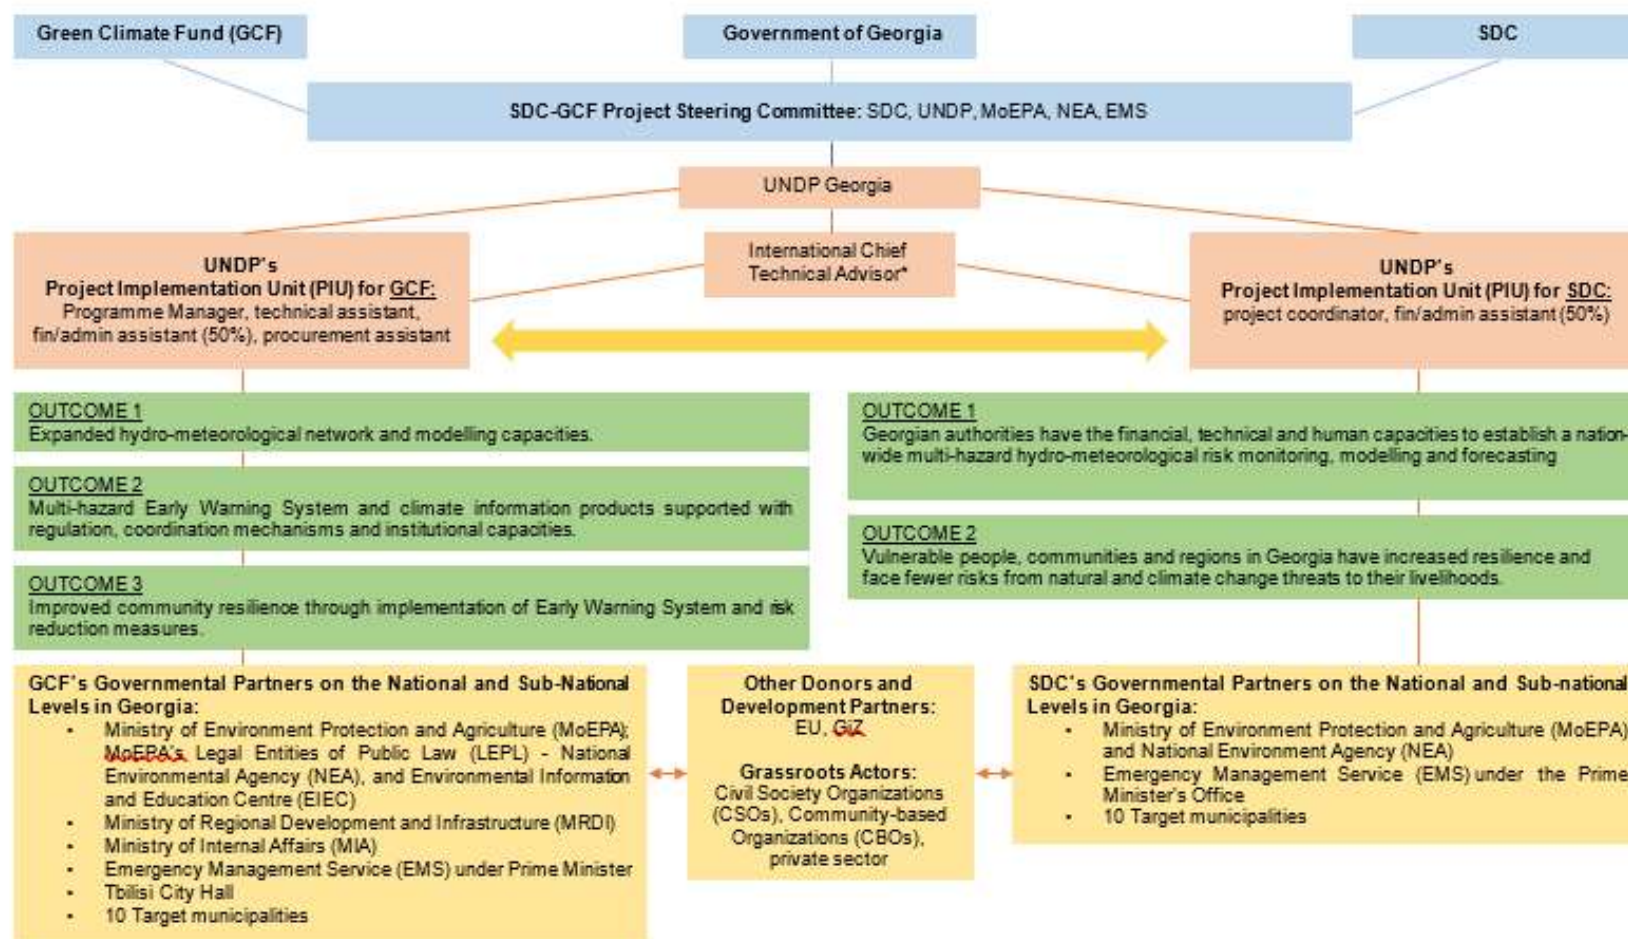 Green Climate Fund (GCF)
Government of Georgia
SDC
SDC-GCF Project Steering Committee: SDC, UNDP, MoEPA, NEA, EMS
UNDP Georgia
UNDP's
Project Implementation Unit (PIU) for GCF:
Programme Manager, technical assistant,
fin/admin assistant (50%), procurement assistant
International Chief
Technical Advisor*
UNDP's
Project Implementation Unit (PIU) for SDC:
project coordinator, fin/admin assistant (50%)
OUTCOME 1
Expanded hydro-meteorological network and modelling capacities.
OUTCOME 2
Multi-hazard Early Warning System and climate information products supported with
regulation, coordination mechanisms and institutional capacities.
OUTCOME 3
Improved community resilience through implementation of Early Warning System and risk
reduction measures.
OUTCOME 1
Georgian authorities have the financial, technical and human capacities to establish a nation-
wide multi-hazard hydro-meteorological risk monitoring, modelling and forecasting
OUTCOME 2
Vulnerable people, communities and regions in Georgia have increased resilience and
face fewer risks from natural and climate change threats to their livelihoods.
GCF's Governmental Partners on the National and Sub-National
Levels in Georgia:
• Ministry of Environment Protection and Agriculture (MoEPA);
MoEPA's Legal Entities of Public Law (LEPL) - National
Environmental Agency (NEA), and Environmental Information
and Education Centre (EIEC)
• Ministry of Regional Development and Infrastructure (MRDI)
• Ministry of Internal Affairs (MIA)
• Emergency Management Service (EMS) under Prime Minister
• Tbilisi City Hall
• 10 Target municipalities
Other Donors and
Development Partners:
EU, GiZ
Grassroots Actors:
Civil Society Organizations
(CSOs), Community-based
Organizations (CBOs),
private sector
SDC's Governmental Partners on the National and Sub-national
Levels in Georgia:
• Ministry of Environment Protection and Agriculture (MoEPA)
and National Environment Agency (NEA)
• Emergency Management Service (EMS) under the Prime
Minister's Office
• 10 Target municipalities